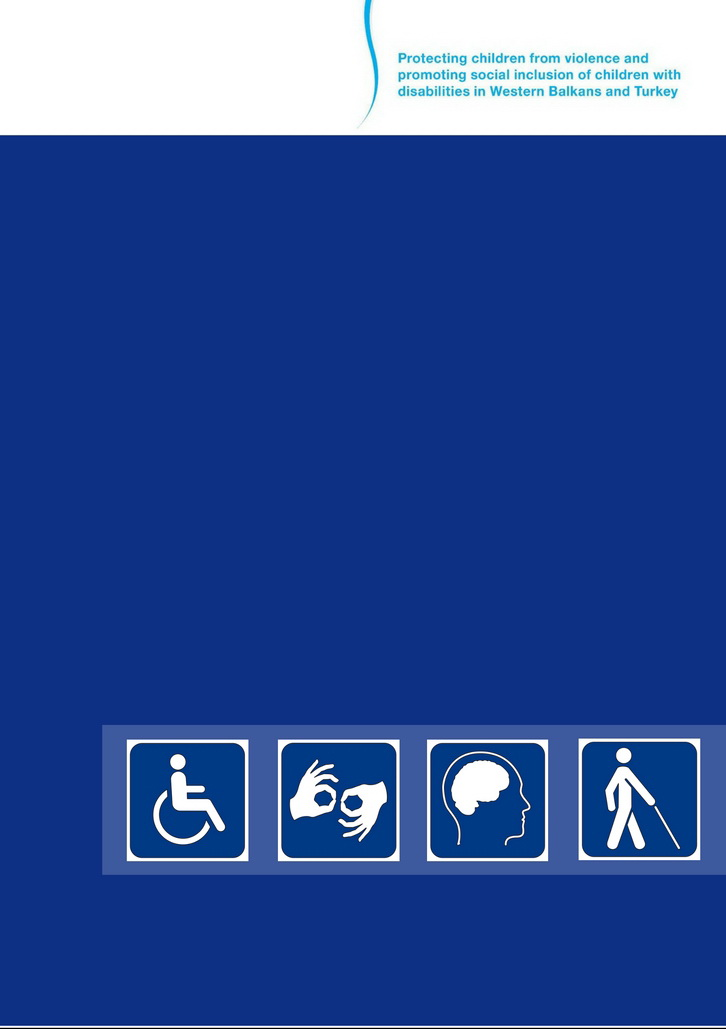 Protecting children from violence and
promoting social inclusion of children with
disabilities in Western Balkans and Turkey